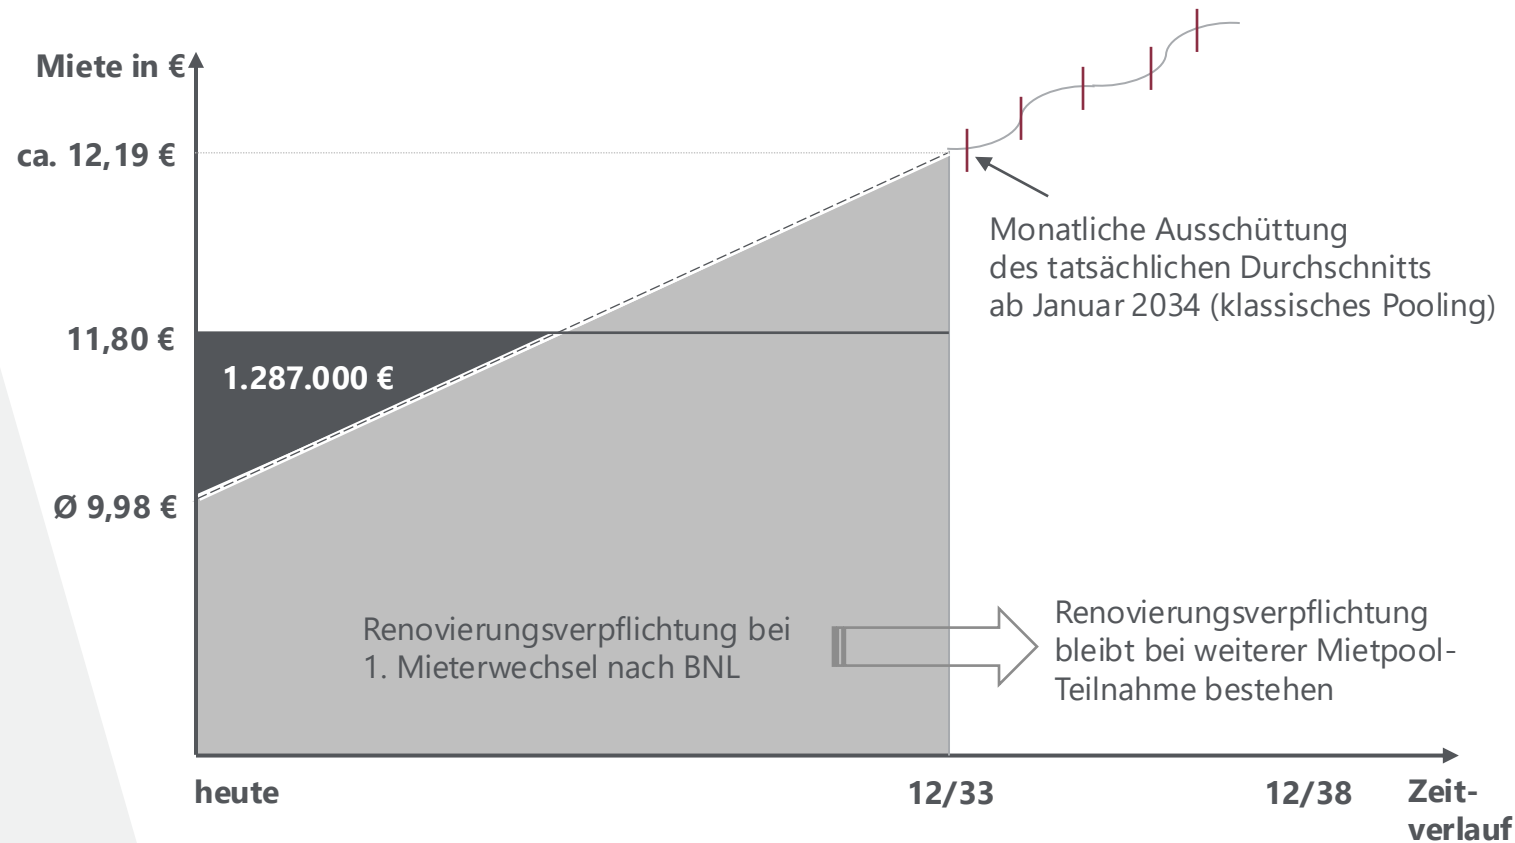 Miete in €
ca. 12,19 €
Monatliche Ausschüttung
des tatsächlichen Durchschnitts
ab Januar 2034 (klassisches Pooling)
11,80 €
1.287.000 €
Ø 9,98 €
Renovierungsverpflichtung bei
1. Mieterwechsel nach BNL
Renovierungsverpflichtung
bleibt bei weiterer Mietpool-
Teilnahme bestehen
heute
12/33
12/38
Zeit-
verlauf